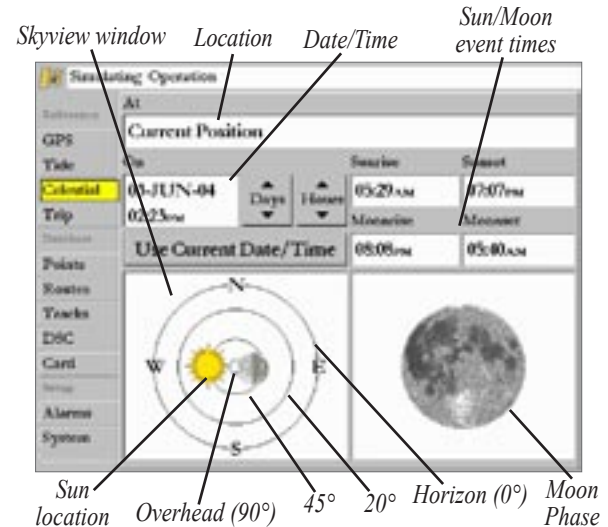 Skyview window
Location
Date/Time
Sun/Moon
event times
Simulating Operation
At
Current Position
GPS
Tide
Celestial
Trip
Points
Routes
Tracks
DSC
Card
Alarms
System
On
-JUN-04
02:23PM
Days
Hours
Use Current Date/Time
Sunrise
Sunset
05:29AM
07:07PM
Moonrise
Moonset
08:08PM
05:40AM
N
W
E
S
Sun
location
Overhead (90°)
45°
20°
Horizon (0°)
Moon
Phase